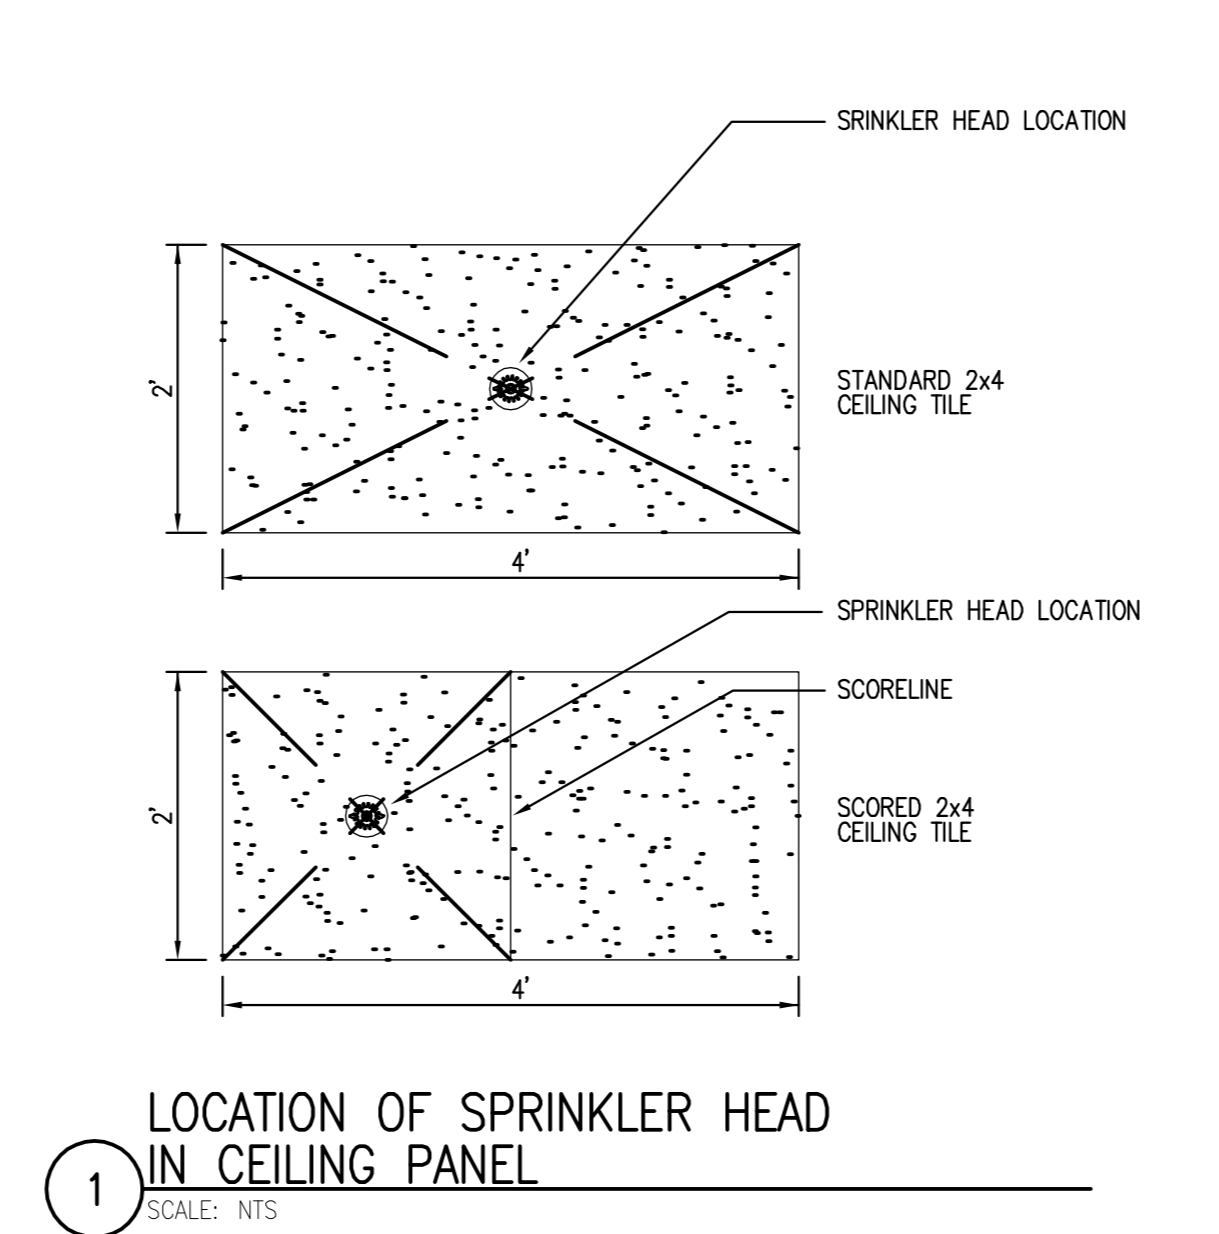 SRINKLER HEAD LOCATION
2'
STANDARD 2x4
CEILING TILE
4'
SPRINKLER HEAD LOCATION
SCORELINE
2'
SCORED 2x4
CEILING TILE
4'
LOCATION OF SPRINKLER HEAD
IN CEILING PANEL
1
SCALE: NTS